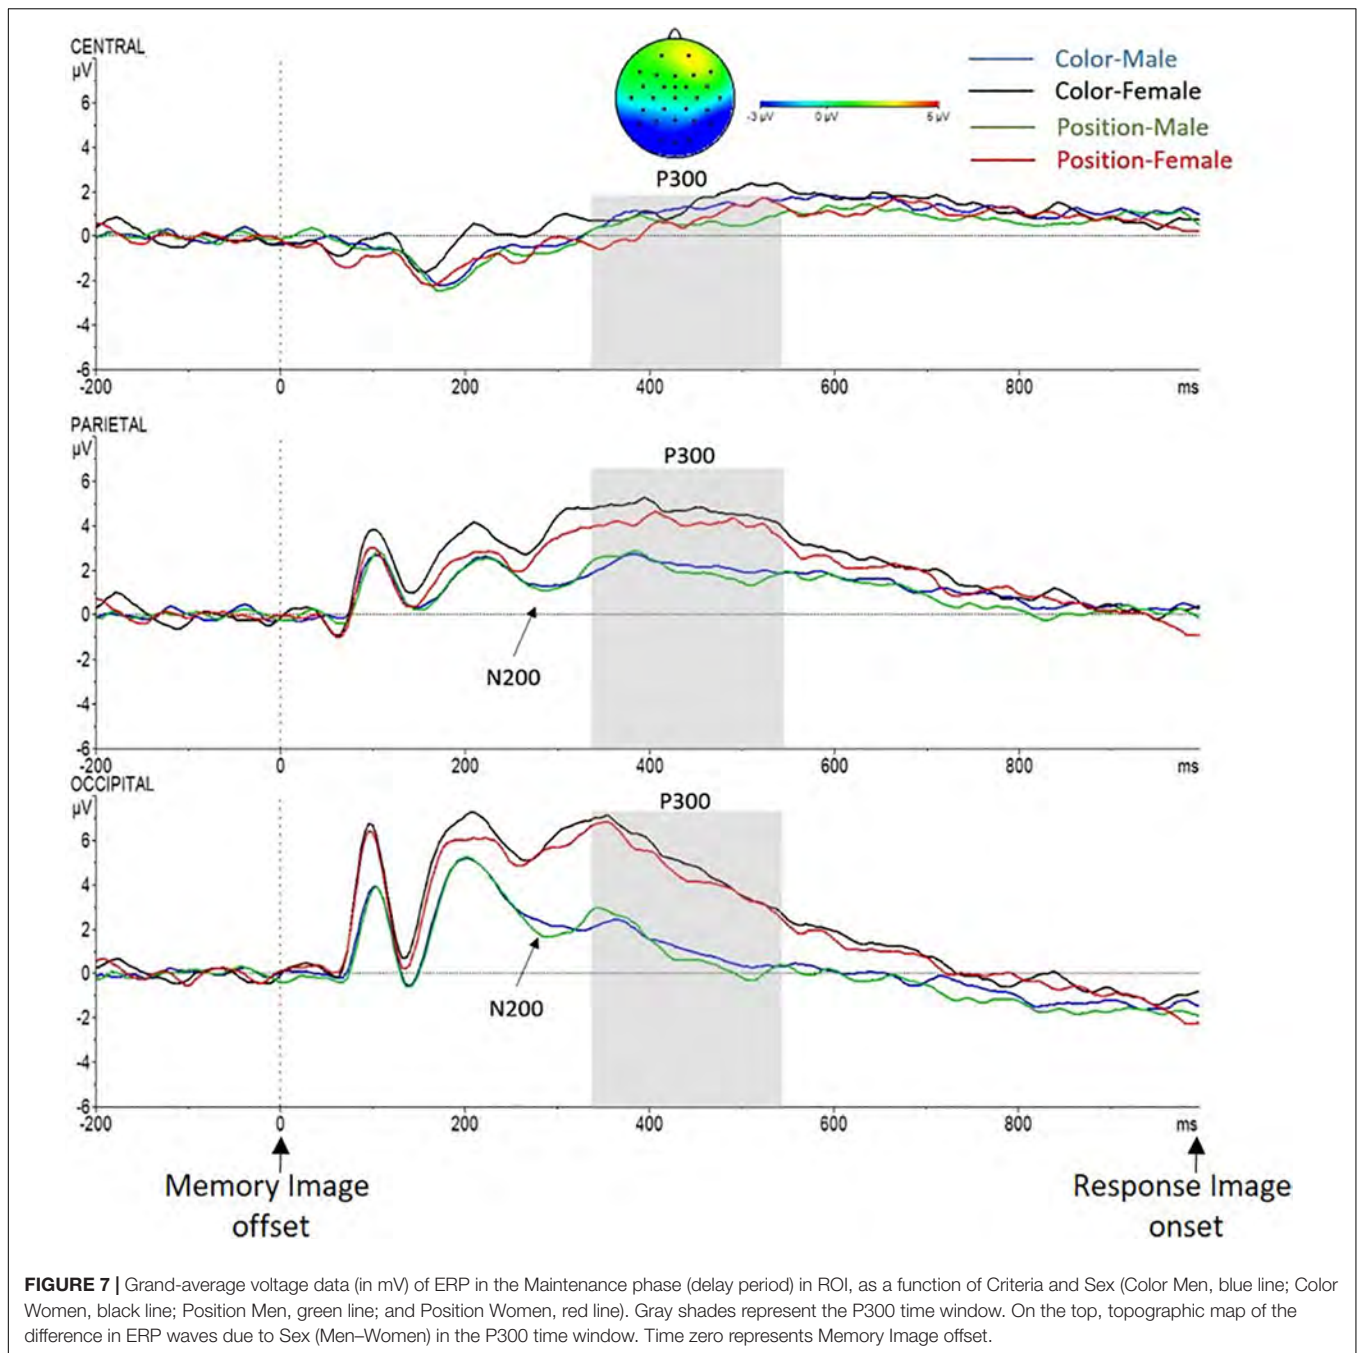 CENTRAL
µV
6
4
2
0
-2
-4
-6
-200 0 200 400 600 800 ms
-3 µV 0 µV 6 µV
P300
Color-Male
Color-Female
Position-Male
Position-Female
PARIETAL
µV
6
4
2
0
-2
-4
-6
-200 0 200 400 600 800 ms
P300
N200
OCCIPITAL
µV
6
4
2
0
-2
-4
-6
-200 0 200 400 600 800 ms
P300
N200
Memory Image
offset
Response Image
onset
FIGURE 7 | Grand-average voltage data (in mV) of ERP in the Maintenance phase (delay period) in ROI, as a function of Criteria and Sex (Color Men, blue line; Color
Women, black line; Position Men, green line; and Position Women, red line). Gray shades represent the P300 time window. On the top, topographic map of the
difference in ERP waves due to Sex (Men–Women) in the P300 time window. Time zero represents Memory Image offset.